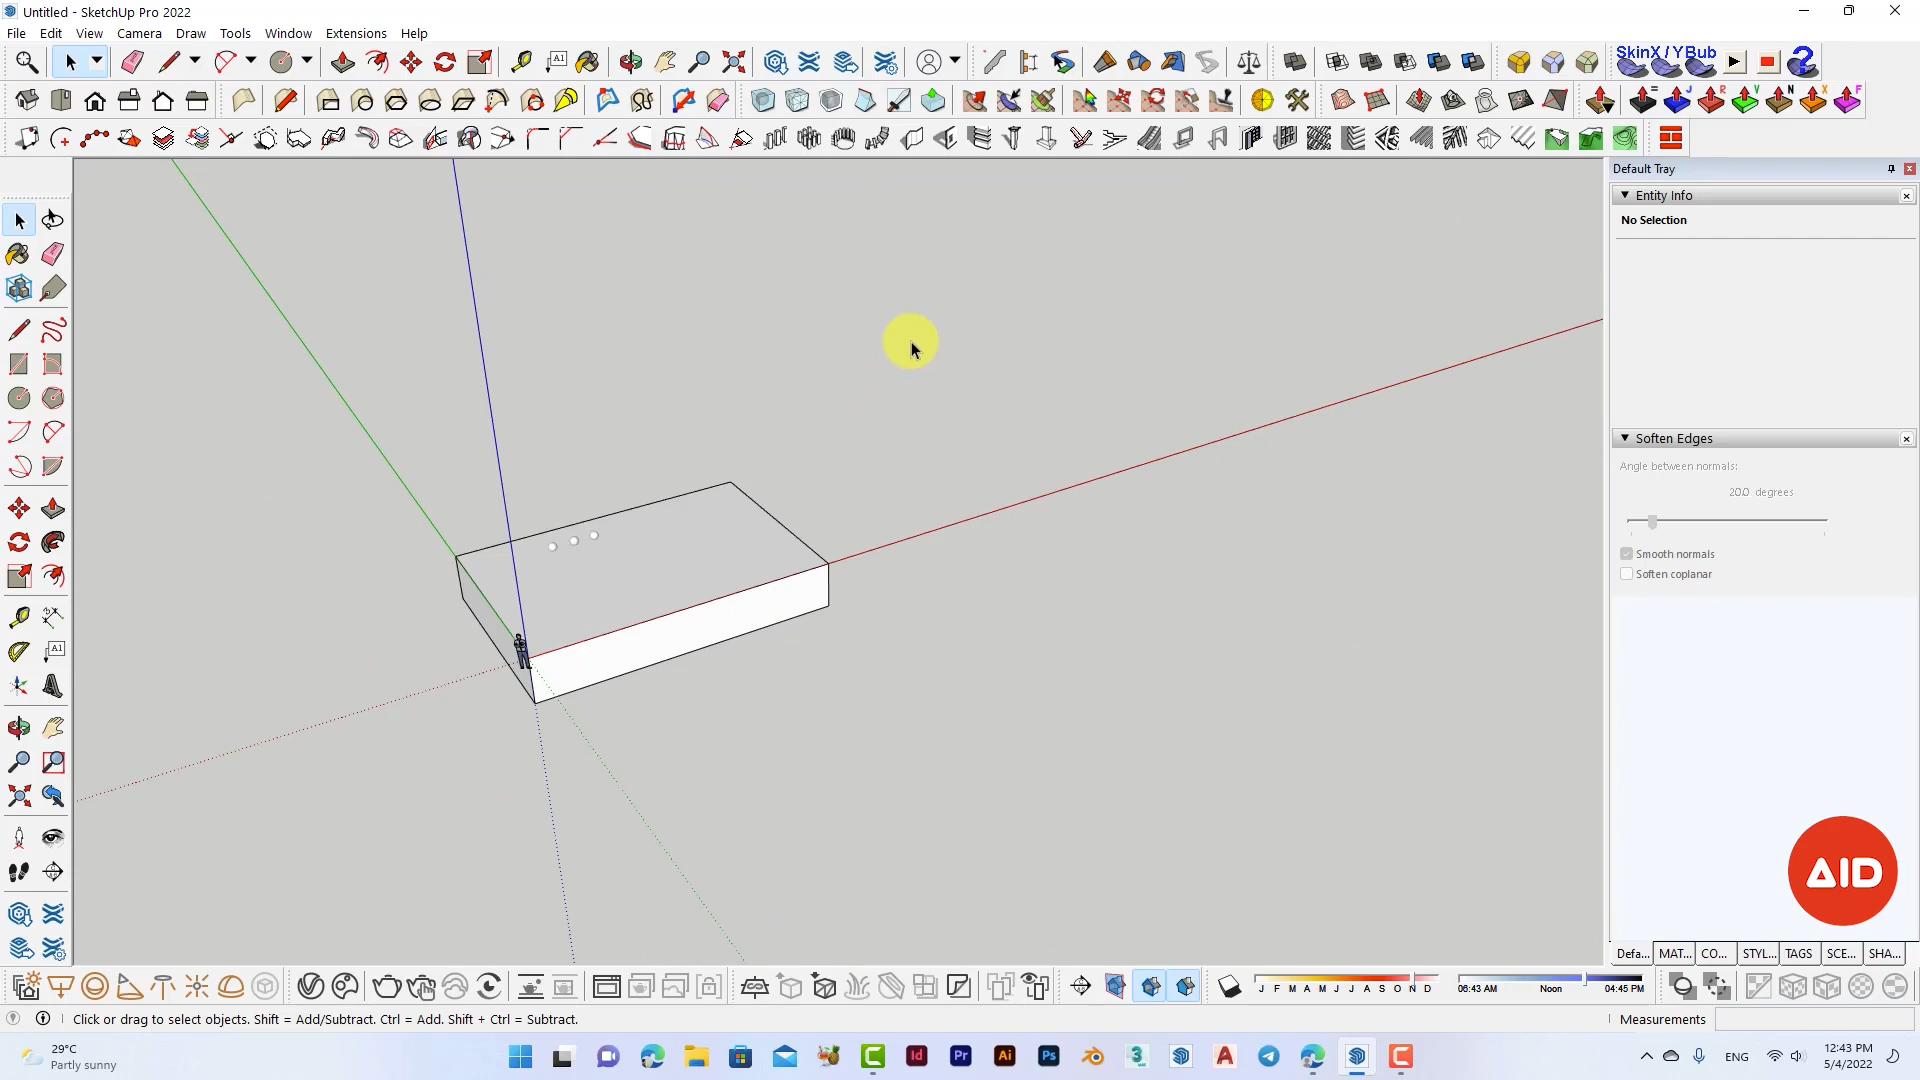 Untitled - SketchUp Pro 2022
File Edit View Camera Draw Tools Window Extensions Help
SkinX / YBub
Default Tray
Entity Info
No Selection
Soften Edges
Angle between normals:
20.0 degrees
Smooth normals
Soften coplanar
AID
Defa... MAT... CO... STYL... TAGS SCE... SHA...
J F M A M J J A S O N D
06:43 AM Noon 04:45 PM
Click or drag to select objects. Shift = Add/Subtract. Ctrl = Add. Shift + Ctrl = Subtract.
Measurements
29°C
Partly sunny
ENG
12:43 PM
5/4/2022